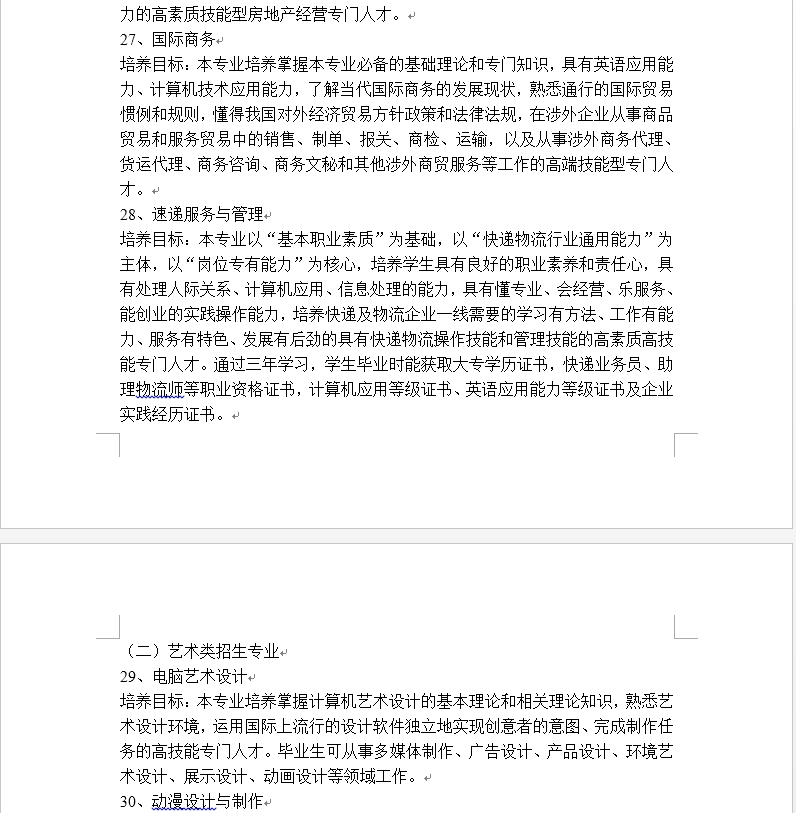 力的高素质技能型房地产经营专门人才。
27、国际商务
培养目标：本专业培养掌握本专业必备的基础理论和专门知识，具有英语应用能
力、计算机技术应用能力，了解当代国际商务的发展现状，熟悉通行的国际贸易
惯例和规则，懂得我国对外经济贸易方针政策和法律法规，在涉外企业从事商品
贸易和服务贸易中的销售、制单、报关、商检、运输，以及从事涉外商务代理、
货运代理、商务咨询、商务文秘和其他涉外商贸服务等工作的高端技能型专门人
才。
28、速递服务与管理
培养目标：本专业以“基本职业素质”为基础，以“快递物流行业通用能力”为
主体，以“岗位专有能力”为核心，培养学生具有良好的职业素养和责任心，具
有处理人际关系、计算机应用、信息处理的能力，具有懂专业、会经营、乐服务、
能创业的实践操作能力，培养快递及物流企业一线需要的学习有方法、工作有能
力、服务有特色、发展有后劲的具有快递物流操作技能和管理技能的高素质高技
能专门人才。通过三年学习，学生毕业时能获取大专学历证书，快递业务员、助
理物流师等职业资格证书，计算机应用等级证书、英语应用能力等级证书及企业
实践经历证书。
（二）艺术类招生专业
29、电脑艺术设计
培养目标：本专业培养掌握计算机艺术设计的基本理论和相关理论知识，熟悉艺
术设计环境，运用国际上流行的设计软件独立地实现创意者的意图、完成制作任
务的高技能专门人才。毕业生可从事多媒体制作、广告设计、产品设计、环境艺
术设计、展示设计、动画设计等领域工作。
30、动漫设计与制作